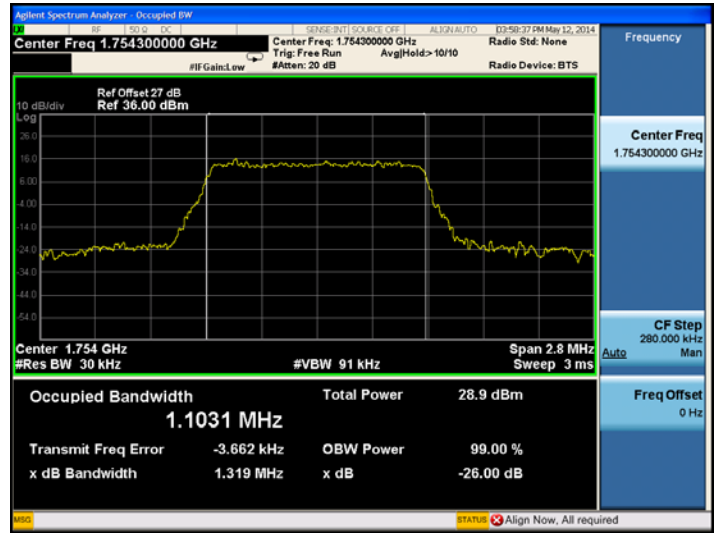 Agilent Spectrum Analyzer - Occupied BW
RF 50 Ω DC SENSE:INT SOURCE OFF ALIGN AUTO 03:58:37 PM May 12, 2014
Center Freq 1.754300000 GHz
Center Freq: 1.754300000 GHz
Radio Std: None
Trig: Free Run Avg|Hold:> 10/10
#IFGain:Low
#Atten: 20 dB
Radio Device: BTS
Frequency
Ref Offset 27 dB
10 dB/div Ref 36.00 dBm
Log
26.0
16.0
6.00
-4.00
-14.0
-24.0
-34.0
-44.0
-54.0
Center 1.754 GHz Span 2.8 MHz
#Res BW 30 kHz #VBW 91 kHz Sweep 3 ms
Center Freq
1.754300000 GHz
CF Step
280.000 kHz
Auto Man
Freq Offset
0 Hz
Occupied Bandwidth Total Power 28.9 dBm
1.1031 MHz
Transmit Freq Error -3.662 kHz OBW Power 99.00 %
x dB Bandwidth 1.319 MHz x dB -26.00 dB
MSG STATUS Align Now, All required